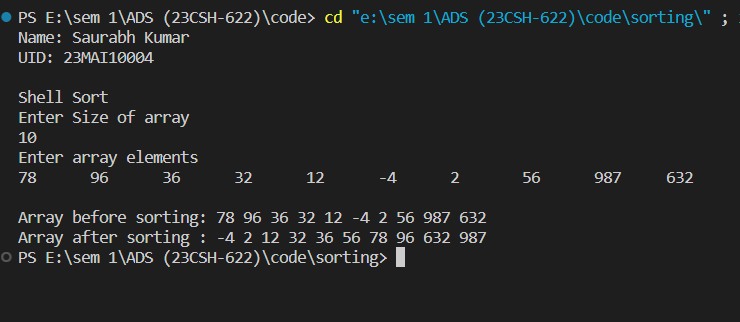 PS E:\sem 1\ADS (23CSH-622)\code> cd "e:\sem 1\ADS (23CSH-622)\code\sorting\" ;
Name: Saurabh Kumar
UID: 23MAI10004
Shell Sort
Enter Size of array
10
Enter array elements
78 96 36 32 12 -4 2 56 987 632
Array before sorting: 78 96 36 32 12 -4 2 56 987 632
Array after sorting : -4 2 12 32 36 56 78 96 632 987
PS E:\sem 1\ADS (23CSH-622)\code\sorting>